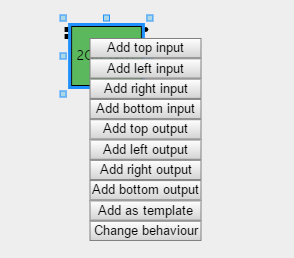 Add top input
Add left input
Add right input
Add bottom input
Add top output
Add left output
Add right output
Add bottom output
Add as template
Change behaviour